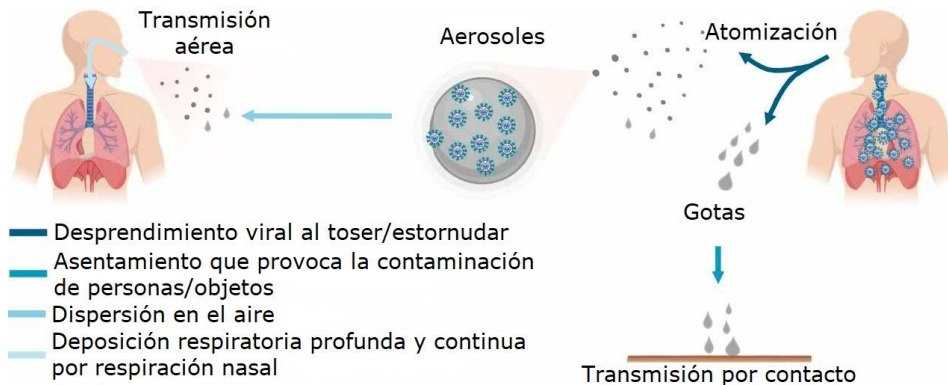 Transmisión
aérea
Aerosoles
Atomización
Gotas
Desprendimiento viral al toser/estornudar
Asentamiento que provoca la contaminación
de personas/objetos
Dispersión en el aire
Deposición respiratoria profunda y continua
por respiración nasal
Transmisión por contacto